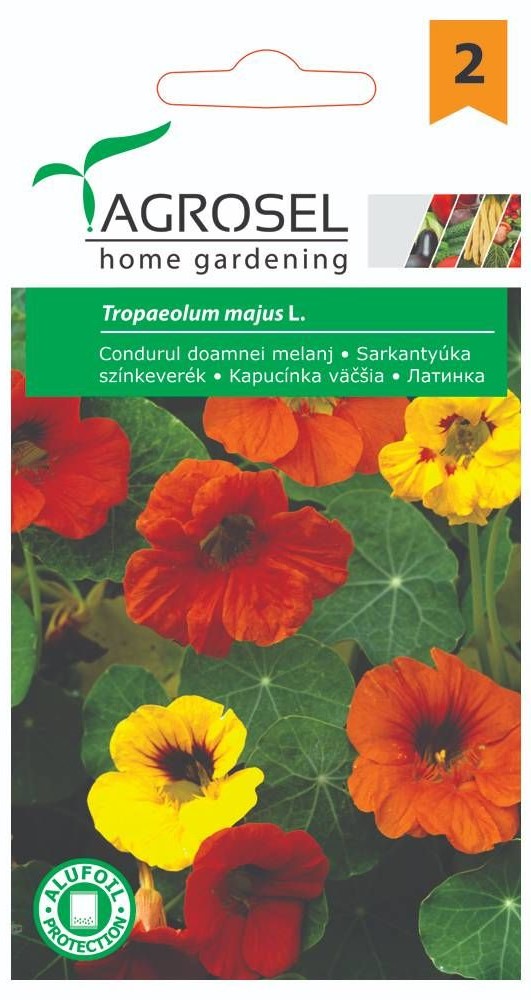 2
AGROSEL
home gardening
Tropaeolum majus L.
Condurul doamnei melanj • Sarkantyúka
színkeverék • Kapucínka väčšia • Латинка
• ALUFOIL •
PROTECTION